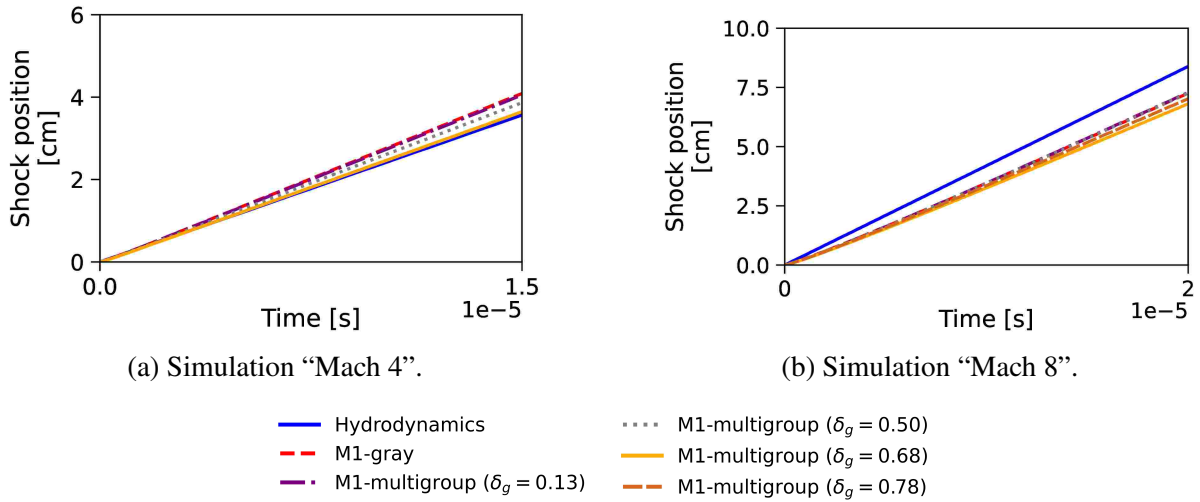 6
4
2
0
Shock position
[cm]
0.0
1.5
1e−5
Time [s]
(a) Simulation “Mach 4”.
10.0
7.5
5.0
2.5
0.0
Shock position
[cm]
0
2
1e−5
Time [s]
(b) Simulation “Mach 8”.
Hydrodynamics
M1-gray
M1-multigroup (δg = 0.13)
M1-multigroup (δg = 0.50)
M1-multigroup (δg = 0.68)
M1-multigroup (δg = 0.78)